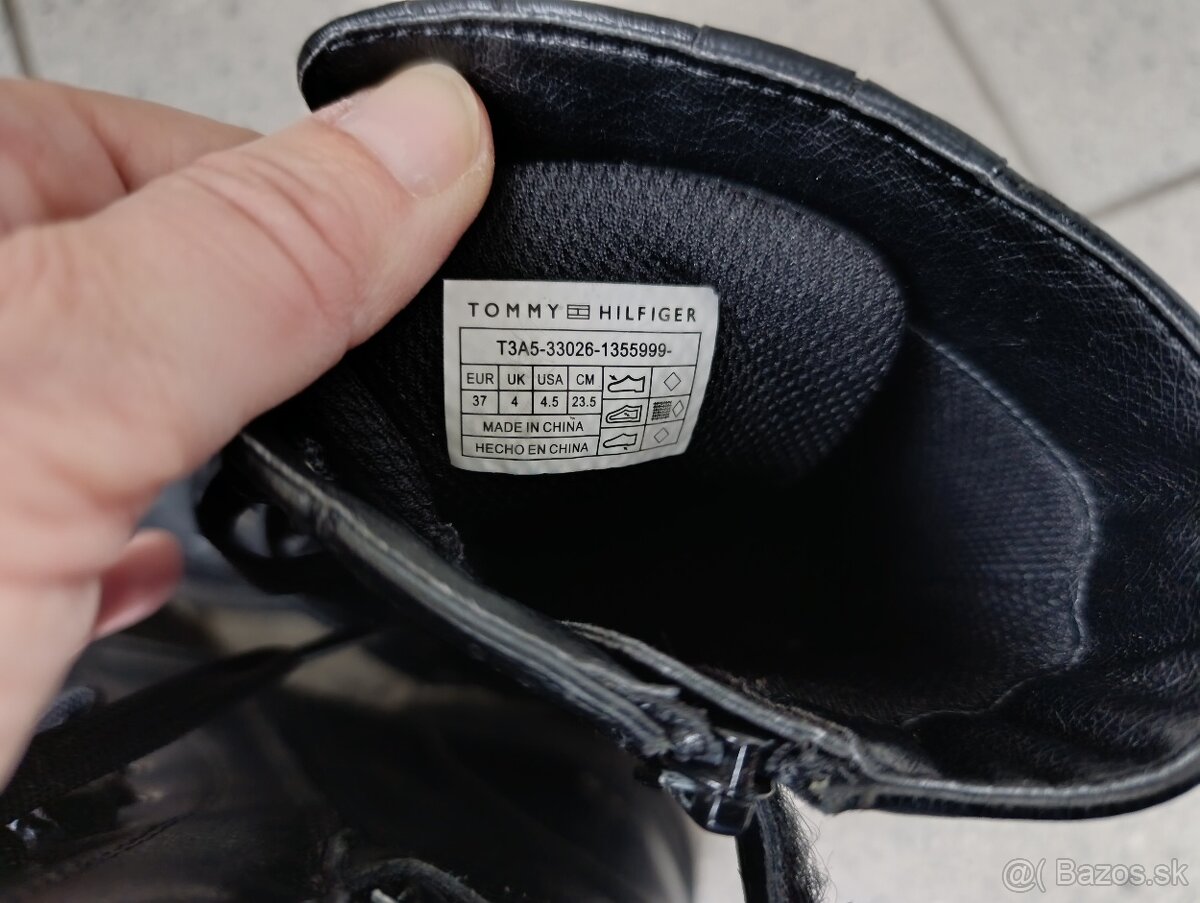 TOMMY HILFIGER
T3A5-33026-1355999-
EUR UK USA CM
37 4 4.5 23.5
MADE IN CHINA
HECHO EN CHINA
@( Bazos.sk